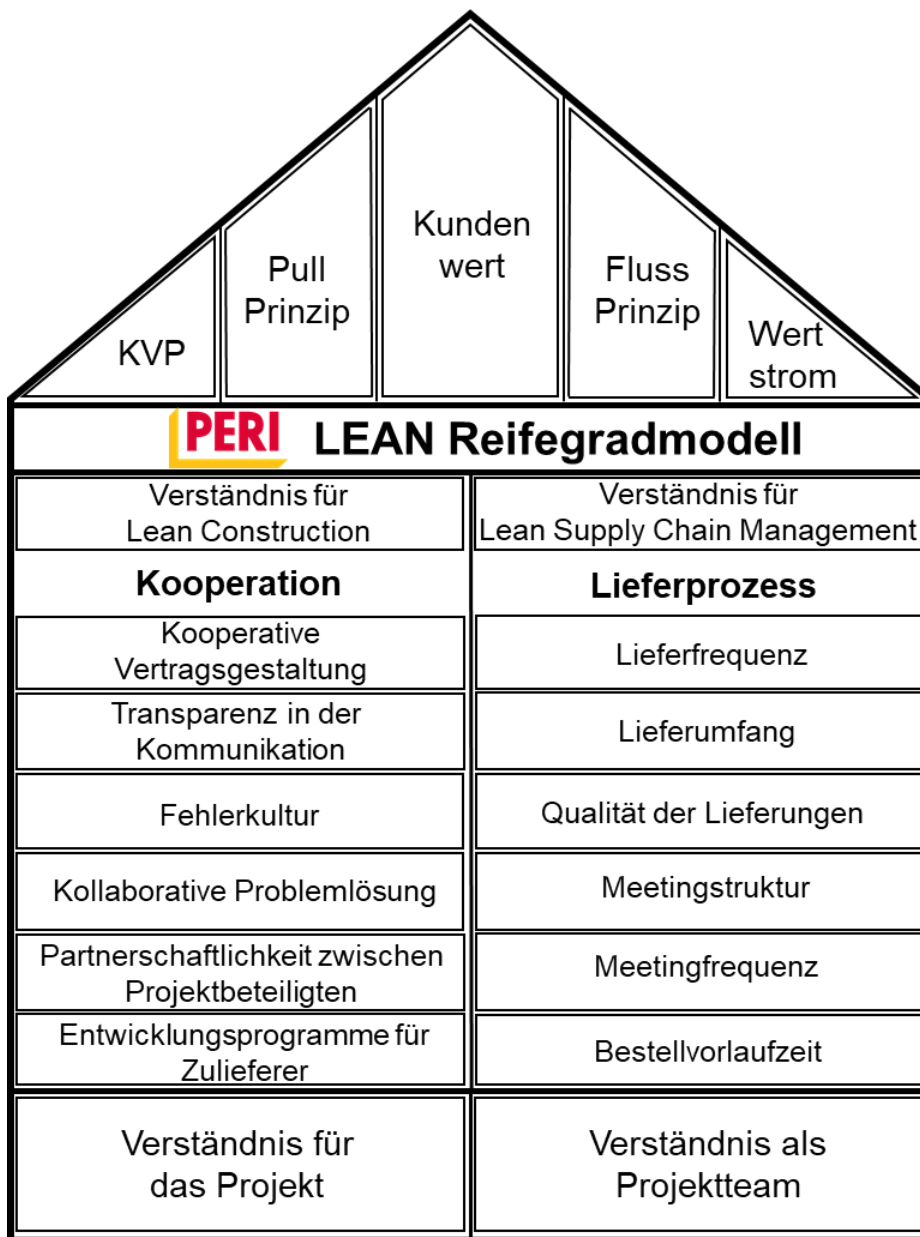 Kunden
wert
Pull
Prinzip
Fluss
Prinzip
KVP
Wert
strom
PERI LEAN Reifegradmodell
Verständnis für
Lean Construction
Verständnis für
Lean Supply Chain Management
Kooperation
Lieferprozess
Kooperative
Vertragsgestaltung
Lieferfrequenz
Transparenz in der
Kommunikation
Lieferumfang
Fehlerkultur
Qualität der Lieferungen
Kollaborative Problemlösung
Meetingstruktur
Partnerschaftlichkeit zwischen
Projektbeteiligten
Meetingfrequenz
Entwicklungsprogramme für
Zulieferer
Bestellvorlaufzeit
Verständnis für
das Projekt
Verständnis als
Projektteam